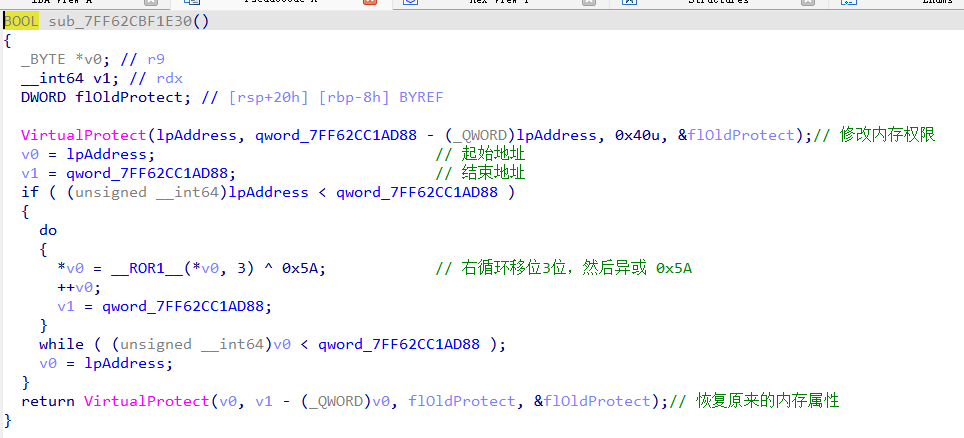 BOOL sub_7FF62CBF1E30()
{
  _BYTE *v0; // r9
  __int64 v1; // rdx
  DWORD flOldProtect; // [rsp+20h] [rbp-8h] BYREF

  VirtualProtect(lpAddress, qword_7FF62CC1AD88 - (_QWORD)lpAddress, 0x40u, &flOldProtect);// 修改内存权限
  v0 = lpAddress;                               // 起始地址
  v1 = qword_7FF62CC1AD88;                      // 结束地址
  if ( (unsigned __int64)lpAddress < qword_7FF62CC1AD88 )
  {
    do
    {
      *v0 = __ROR1__(*v0, 3) ^ 0x5A;            // 右循环移位3位，然后异或 0x5A
      ++v0;
      v1 = qword_7FF62CC1AD88;
    }
    while ( (unsigned __int64)v0 < qword_7FF62CC1AD88 );
    v0 = lpAddress;
  }
  return VirtualProtect(v0, v1 - (_QWORD)v0, flOldProtect, &flOldProtect);// 恢复原来的内存属性
}